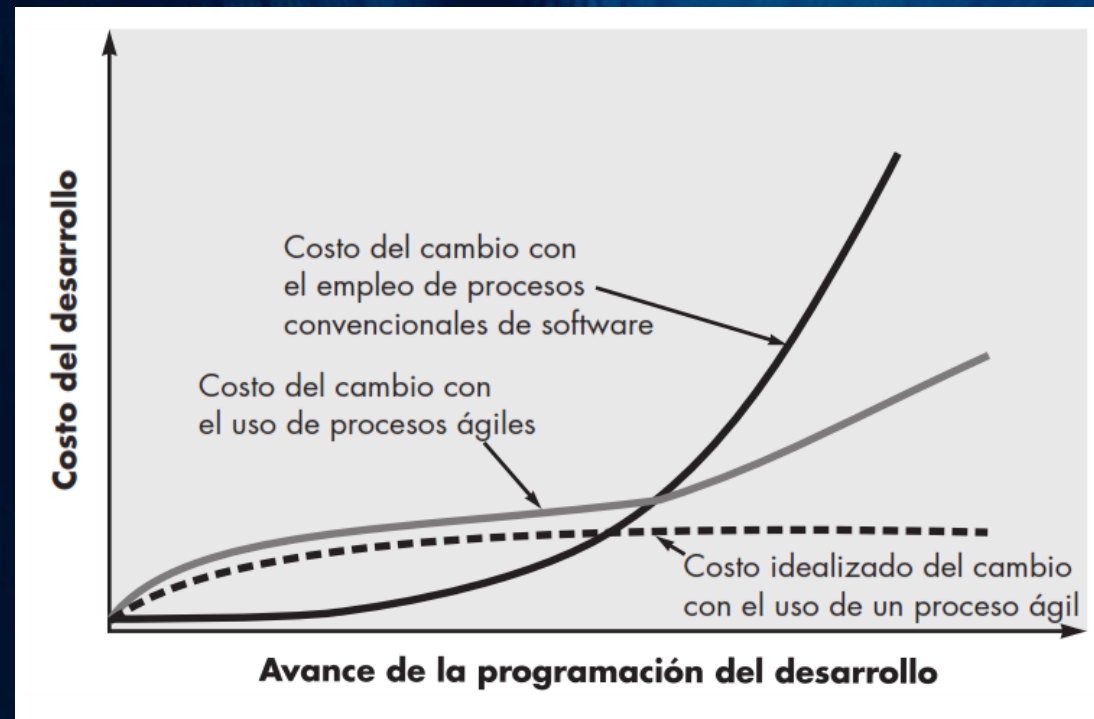 Costo del desarrollo
Costo del cambio con
el empleo de procesos
convencionales de software
Costo del cambio con
el uso de procesos ágiles
Costo idealizado del cambio
con el uso de un proceso ágil
Avance de la programación del desarrollo